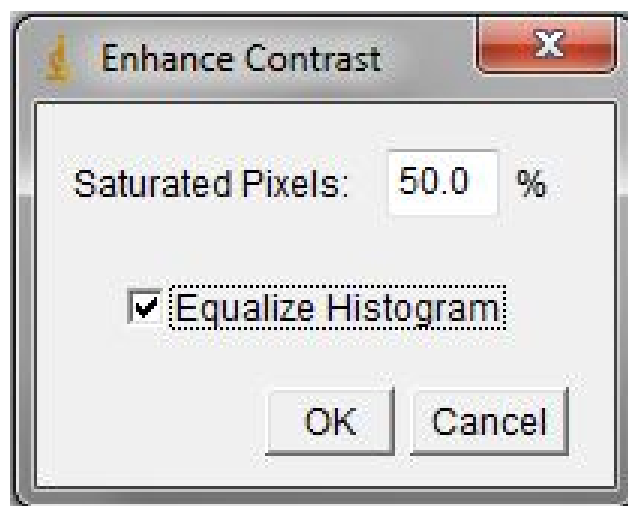 Enhance Contrast
Saturated Pixels: 50.0 %
Equalize Histogram
OK Cancel